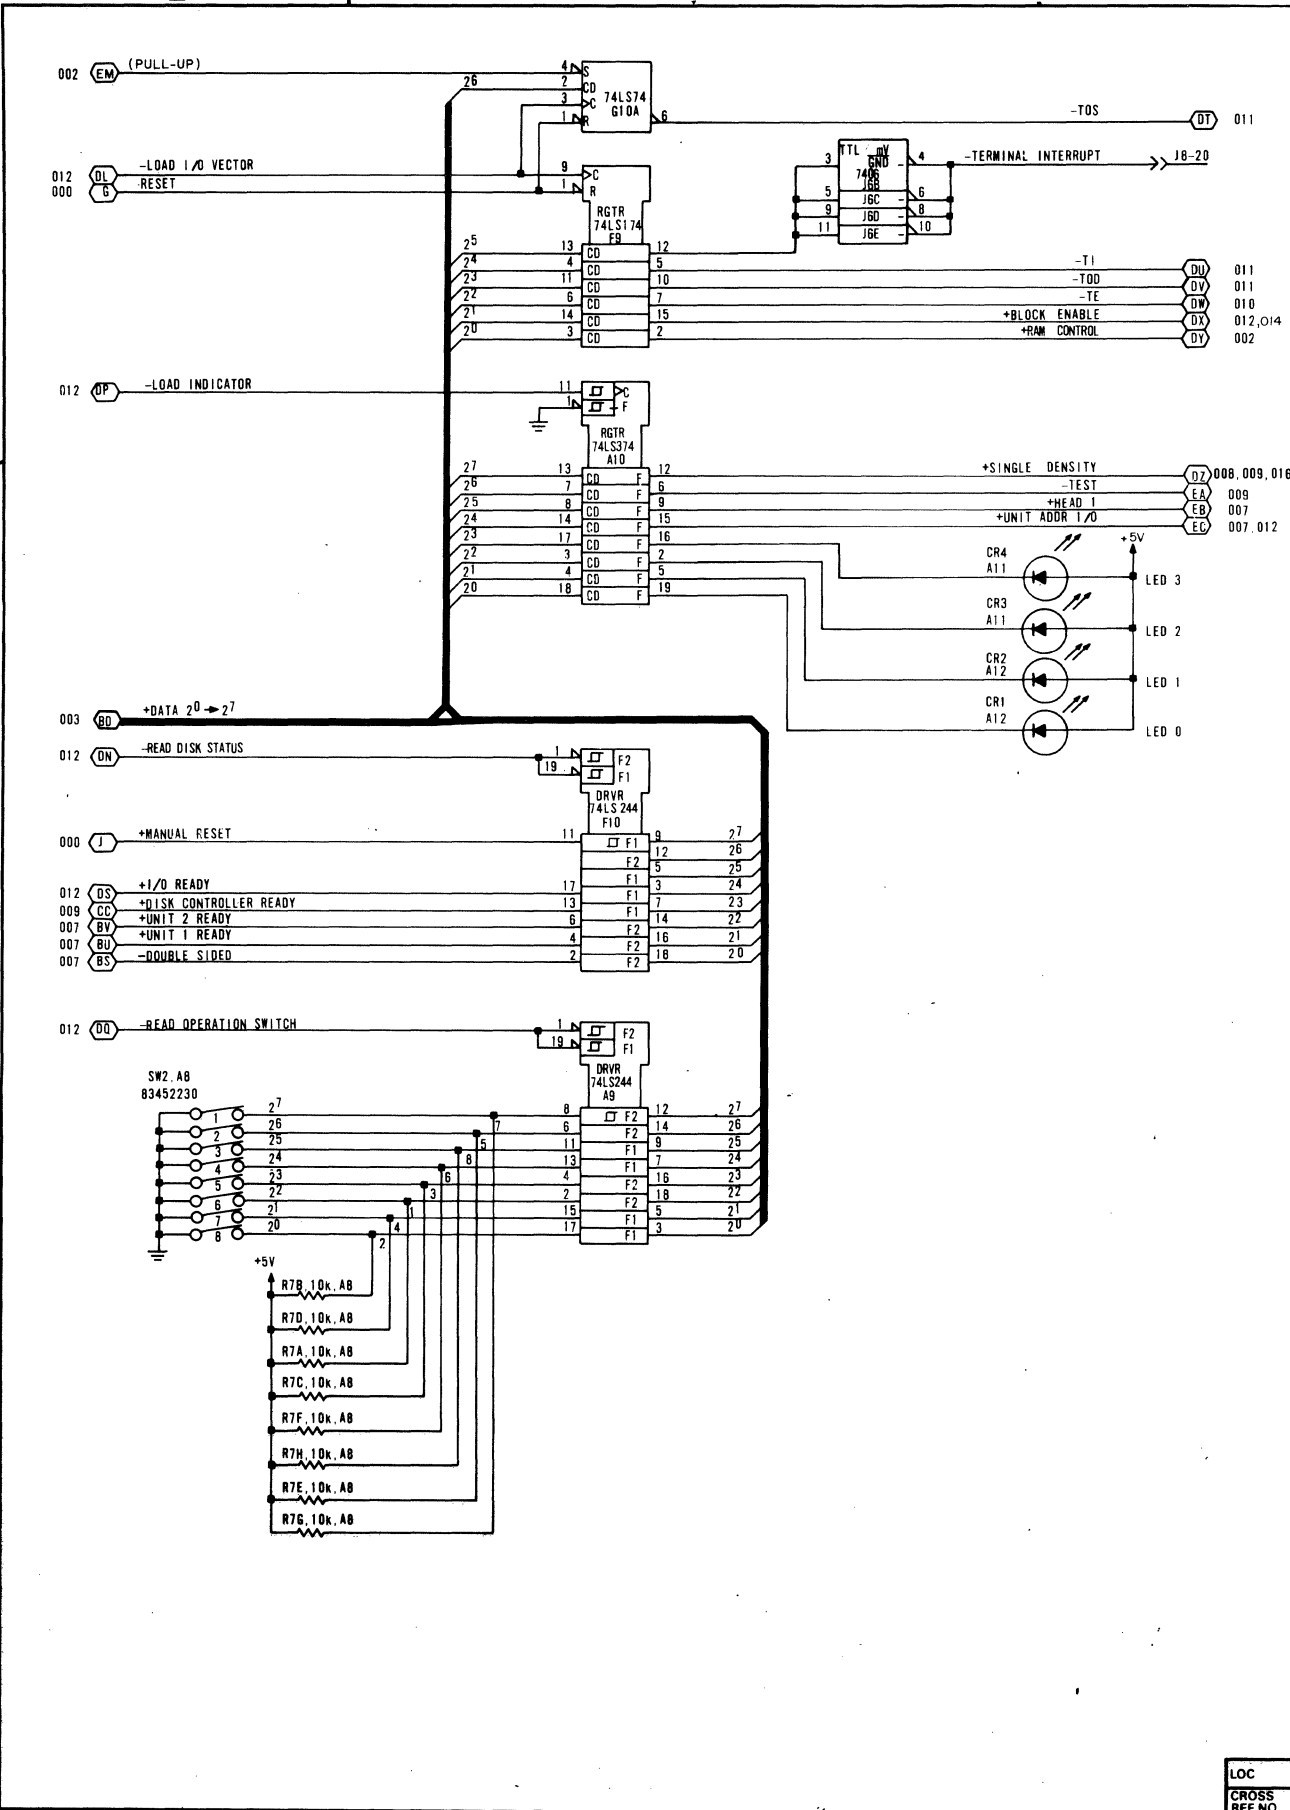 002 EM (PULL-UP) 4 S
2^6 2 CD
3 C 74LS74 G10A
1 R 6 -TOS DT 011
012 DL -LOAD I/O VECTOR 9 C
000 G -RESET 1 R
RGTR
74LS174
F9
TTL mV
GND
7406
3 J6B 4 -TERMINAL INTERRUPT J8-20
5 J6C - 6
9 J6D - 8
11 J6E - 10
2^5 13 CD 12
2^4 4 CD 5 -TI DU 011
2^3 11 CD 10 -TOD DV 011
2^2 6 CD 7 -TE DW 010
2^1 14 CD 15 +BLOCK ENABLE DX 012,014
2^0 3 CD 2 +RAM CONTROL DY 002
012 DP -LOAD INDICATOR 11 C
1 F
RGTR
74LS374
A10
2^7 13 CD F 12 +SINGLE DENSITY DZ 008,009,016
2^6 7 CD F 6 -TEST EA 009
2^5 8 CD F 9 +HEAD 1 EB 007
2^4 14 CD F 15 +UNIT ADDR 1/0 EC 007,012
2^3 17 CD F 16
2^2 3 CD F 2
2^1 4 CD F 5
2^0 18 CD F 19
+5V
CR4
A11 LED 3
CR3
A11 LED 2
CR2
A12 LED 1
CR1
A12 LED 0
003 BD +DATA 2^0 → 2^7
012 DN -READ DISK STATUS 1 F2
19 F1
DRVR
74LS244
F10
000 J +MANUAL RESET 11 F1 9 2^7
F2 12 2^6
F1 5 2^5
012 DS +I/O READY 17 F1 3 2^4
009 CC +DISK CONTROLLER READY 13 F1 7 2^3
007 BV +UNIT 2 READY 6 F2 14 2^2
007 BU +UNIT 1 READY 4 F2 16 2^1
007 BS -DOUBLE SIDED 2 F2 18 2^0
012 DQ -READ OPERATION SWITCH 1 F2
19 F1
DRVR
74LS244
A9
SW2,A8
83452230
1 2^7 7 8 F2 12 2^7
2 2^6 5 6 F2 14 2^6
3 2^5 8 11 F1 9 2^5
4 2^4 6 13 F1 7 2^4
5 2^3 3 4 F2 16 2^3
6 2^2 1 2 F2 18 2^2
7 2^1 4 15 F1 5 2^1
8 2^0 2 17 F1 3 2^0
+5V
R7B,10k,A8
R7D,10k,A8
R7A,10k,A8
R7C,10k,A8
R7F,10k,A8
R7H,10k,A8
R7E,10k,A8
R7G,10k,A8
LOC
CROSS
REF NO